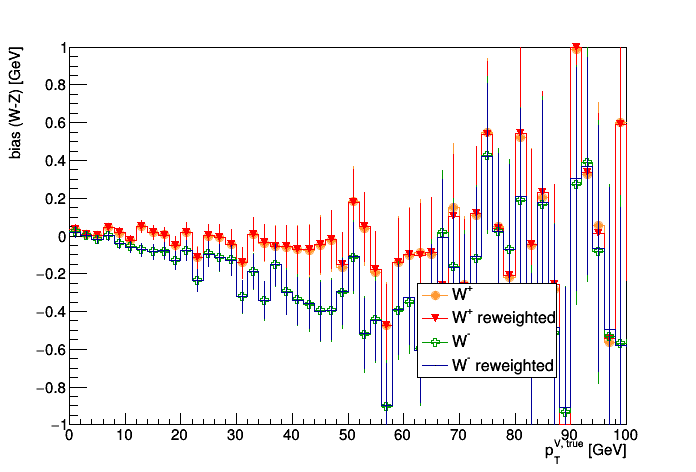 bias (W-Z) [GeV]
1
0.8
0.6
0.4
0.2
0
−0.2
−0.4
−0.6
−0.8
−1
W+
W+ reweighted
W-
W- reweighted
0 10 20 30 40 50 60 70 80 90 100
p_T^{V, true} [GeV]